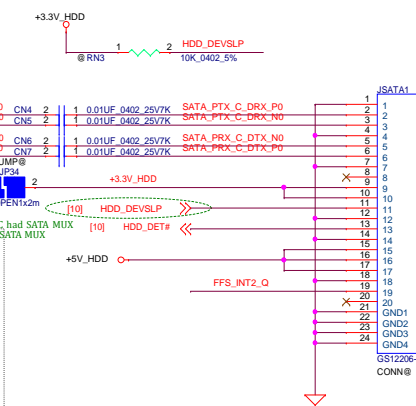 +3.3V_HDD
1 2 HDD_DEVSLP
@ RN3 10K_0402_5%
JSATA1
CN4 2 1 0.01UF_0402_25V7K SATA_PTX_C_DRX_P0
CN5 2 1 0.01UF_0402_25V7K SATA_PTX_C_DRX_N0
CN6 2 1 0.01UF_0402_25V7K SATA_PRX_C_DTX_N0
CN7 2 1 0.01UF_0402_25V7K SATA_PRX_C_DTX_P0
UMP@
JP34
2 +3.3V_HDD
OPEN1x2m
[10] HDD_DEVSLP
C had SATA MUX
[10] HDD_DET#
SATA MUX
+5V_HDD
FFS_INT2_Q
1 1
2 2
3 3
4 4
5 5
6 6
7 7
8 8
9 9
10 10
11 11
12 12
13 13
14 14
15 15
16 16
17 17
18 18
19 19
20 20
21 GND1
22 GND2
23 GND3
24 GND4
GS12206-
CONN@